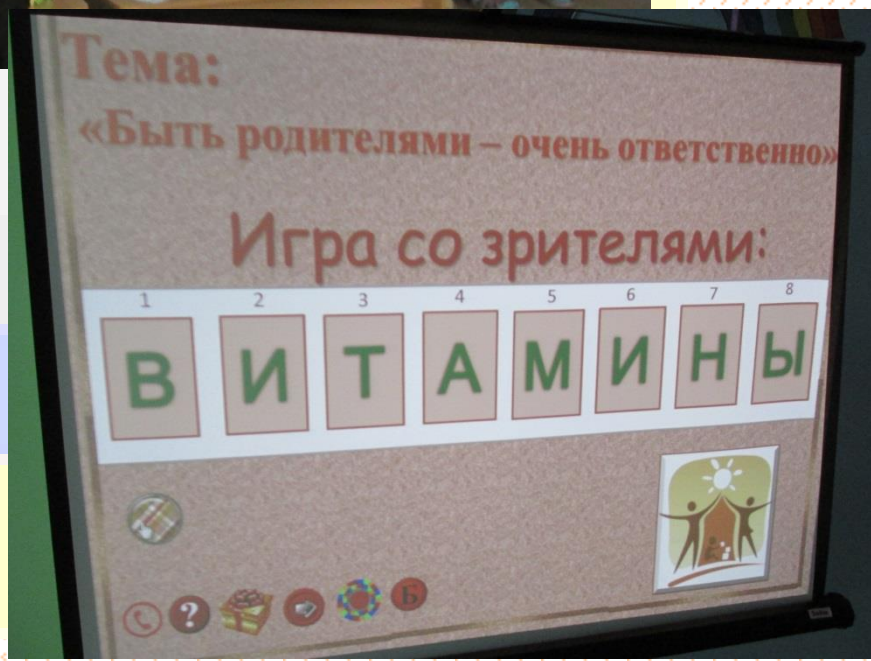 Тема:
«Быть родителями – очень ответственно»
Игра со зрителями:
1 2 3 4 5 6 7 8
В И Т А М И Н Ы
? Б